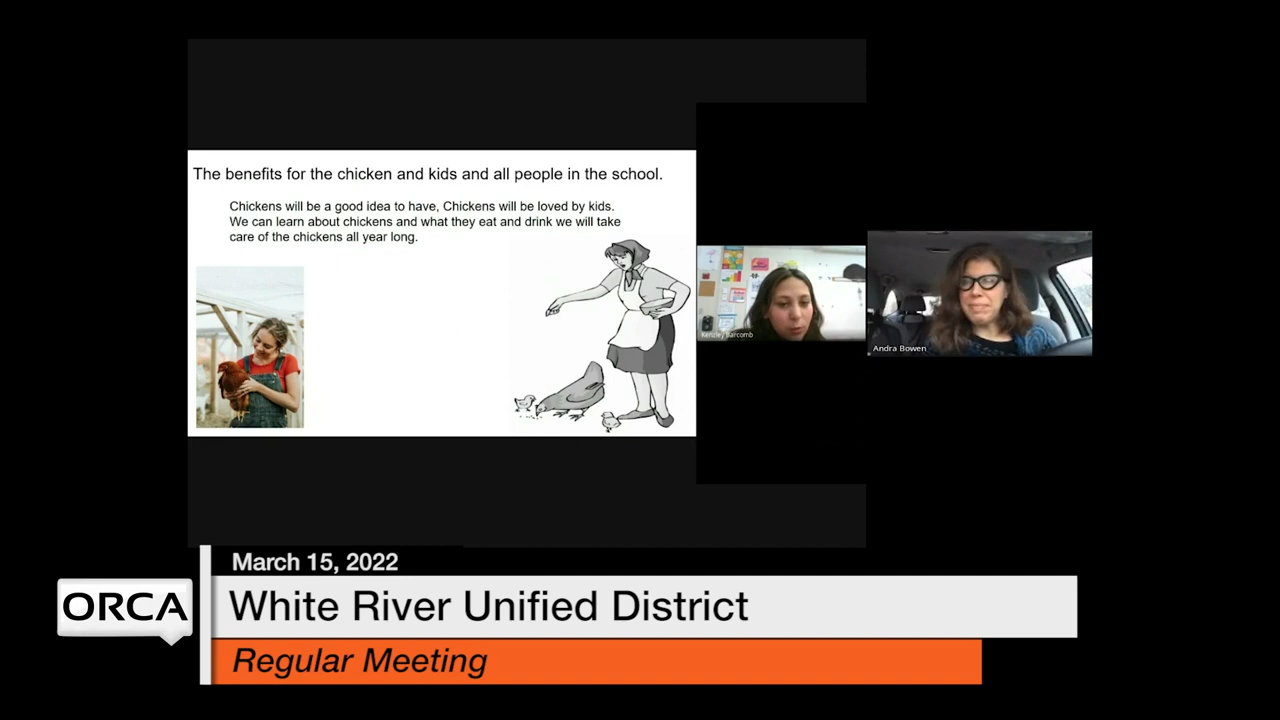 The benefits for the chicken and kids and all people in the school.
Chickens will be a good idea to have, Chickens will be loved by kids.
We can learn about chickens and what they eat and drink we will take
care of the chickens all year long.
Kenzley Barcomb
Andra Bowen
March 15, 2022
ORCA
White River Unified District
Regular Meeting